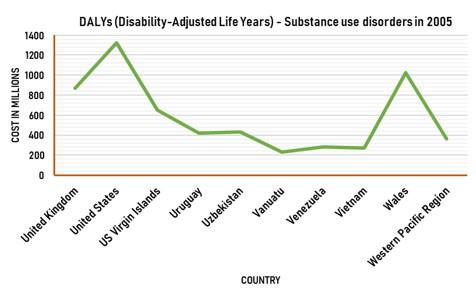 DALYs (Disability-Adjusted Life Years) - Substance use disorders in 2005
COST IN MILLIONS
1400
1200
1000
800
600
400
200
0
United Kingdom
United States
US Virgin Islands
Uruguay
Uzbekistan
Vanuatu
Venezuela
Vietnam
Wales
Western Pacific Region
COUNTRY